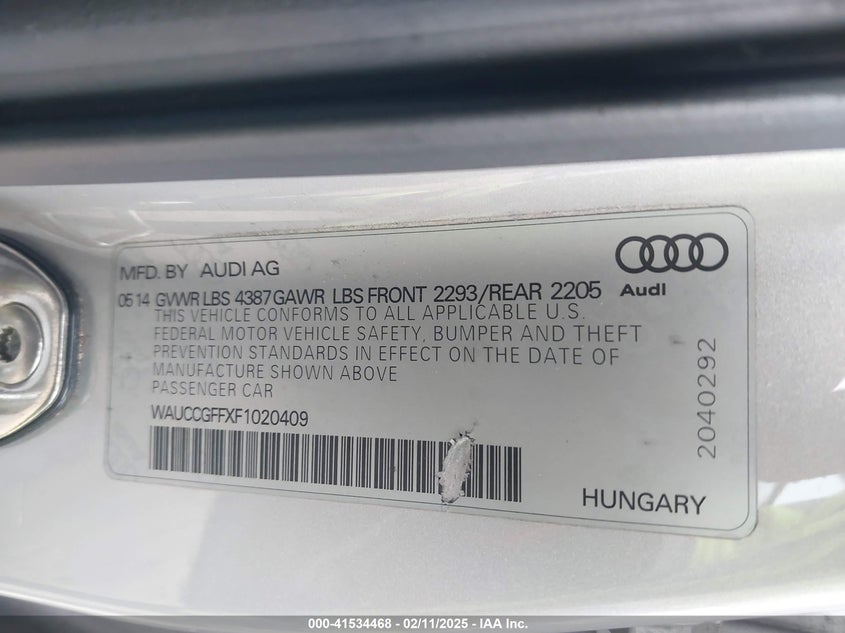 MFD. BY AUDI AG
Audi
0514 GVWR LBS 4387 GAWR LBS FRONT 2293/REAR 2205
THIS VEHICLE CONFORMS TO ALL APPLICABLE U.S.
FEDERAL MOTOR VEHICLE SAFETY, BUMPER AND THEFT
PREVENTION STANDARDS IN EFFECT ON THE DATE OF
MANUFACTURE SHOWN ABOVE
PASSENGER CAR
WAUCCGFFXF1020409
2040292
HUNGARY
000-41534468 - 02/11/2025 - IAA Inc.